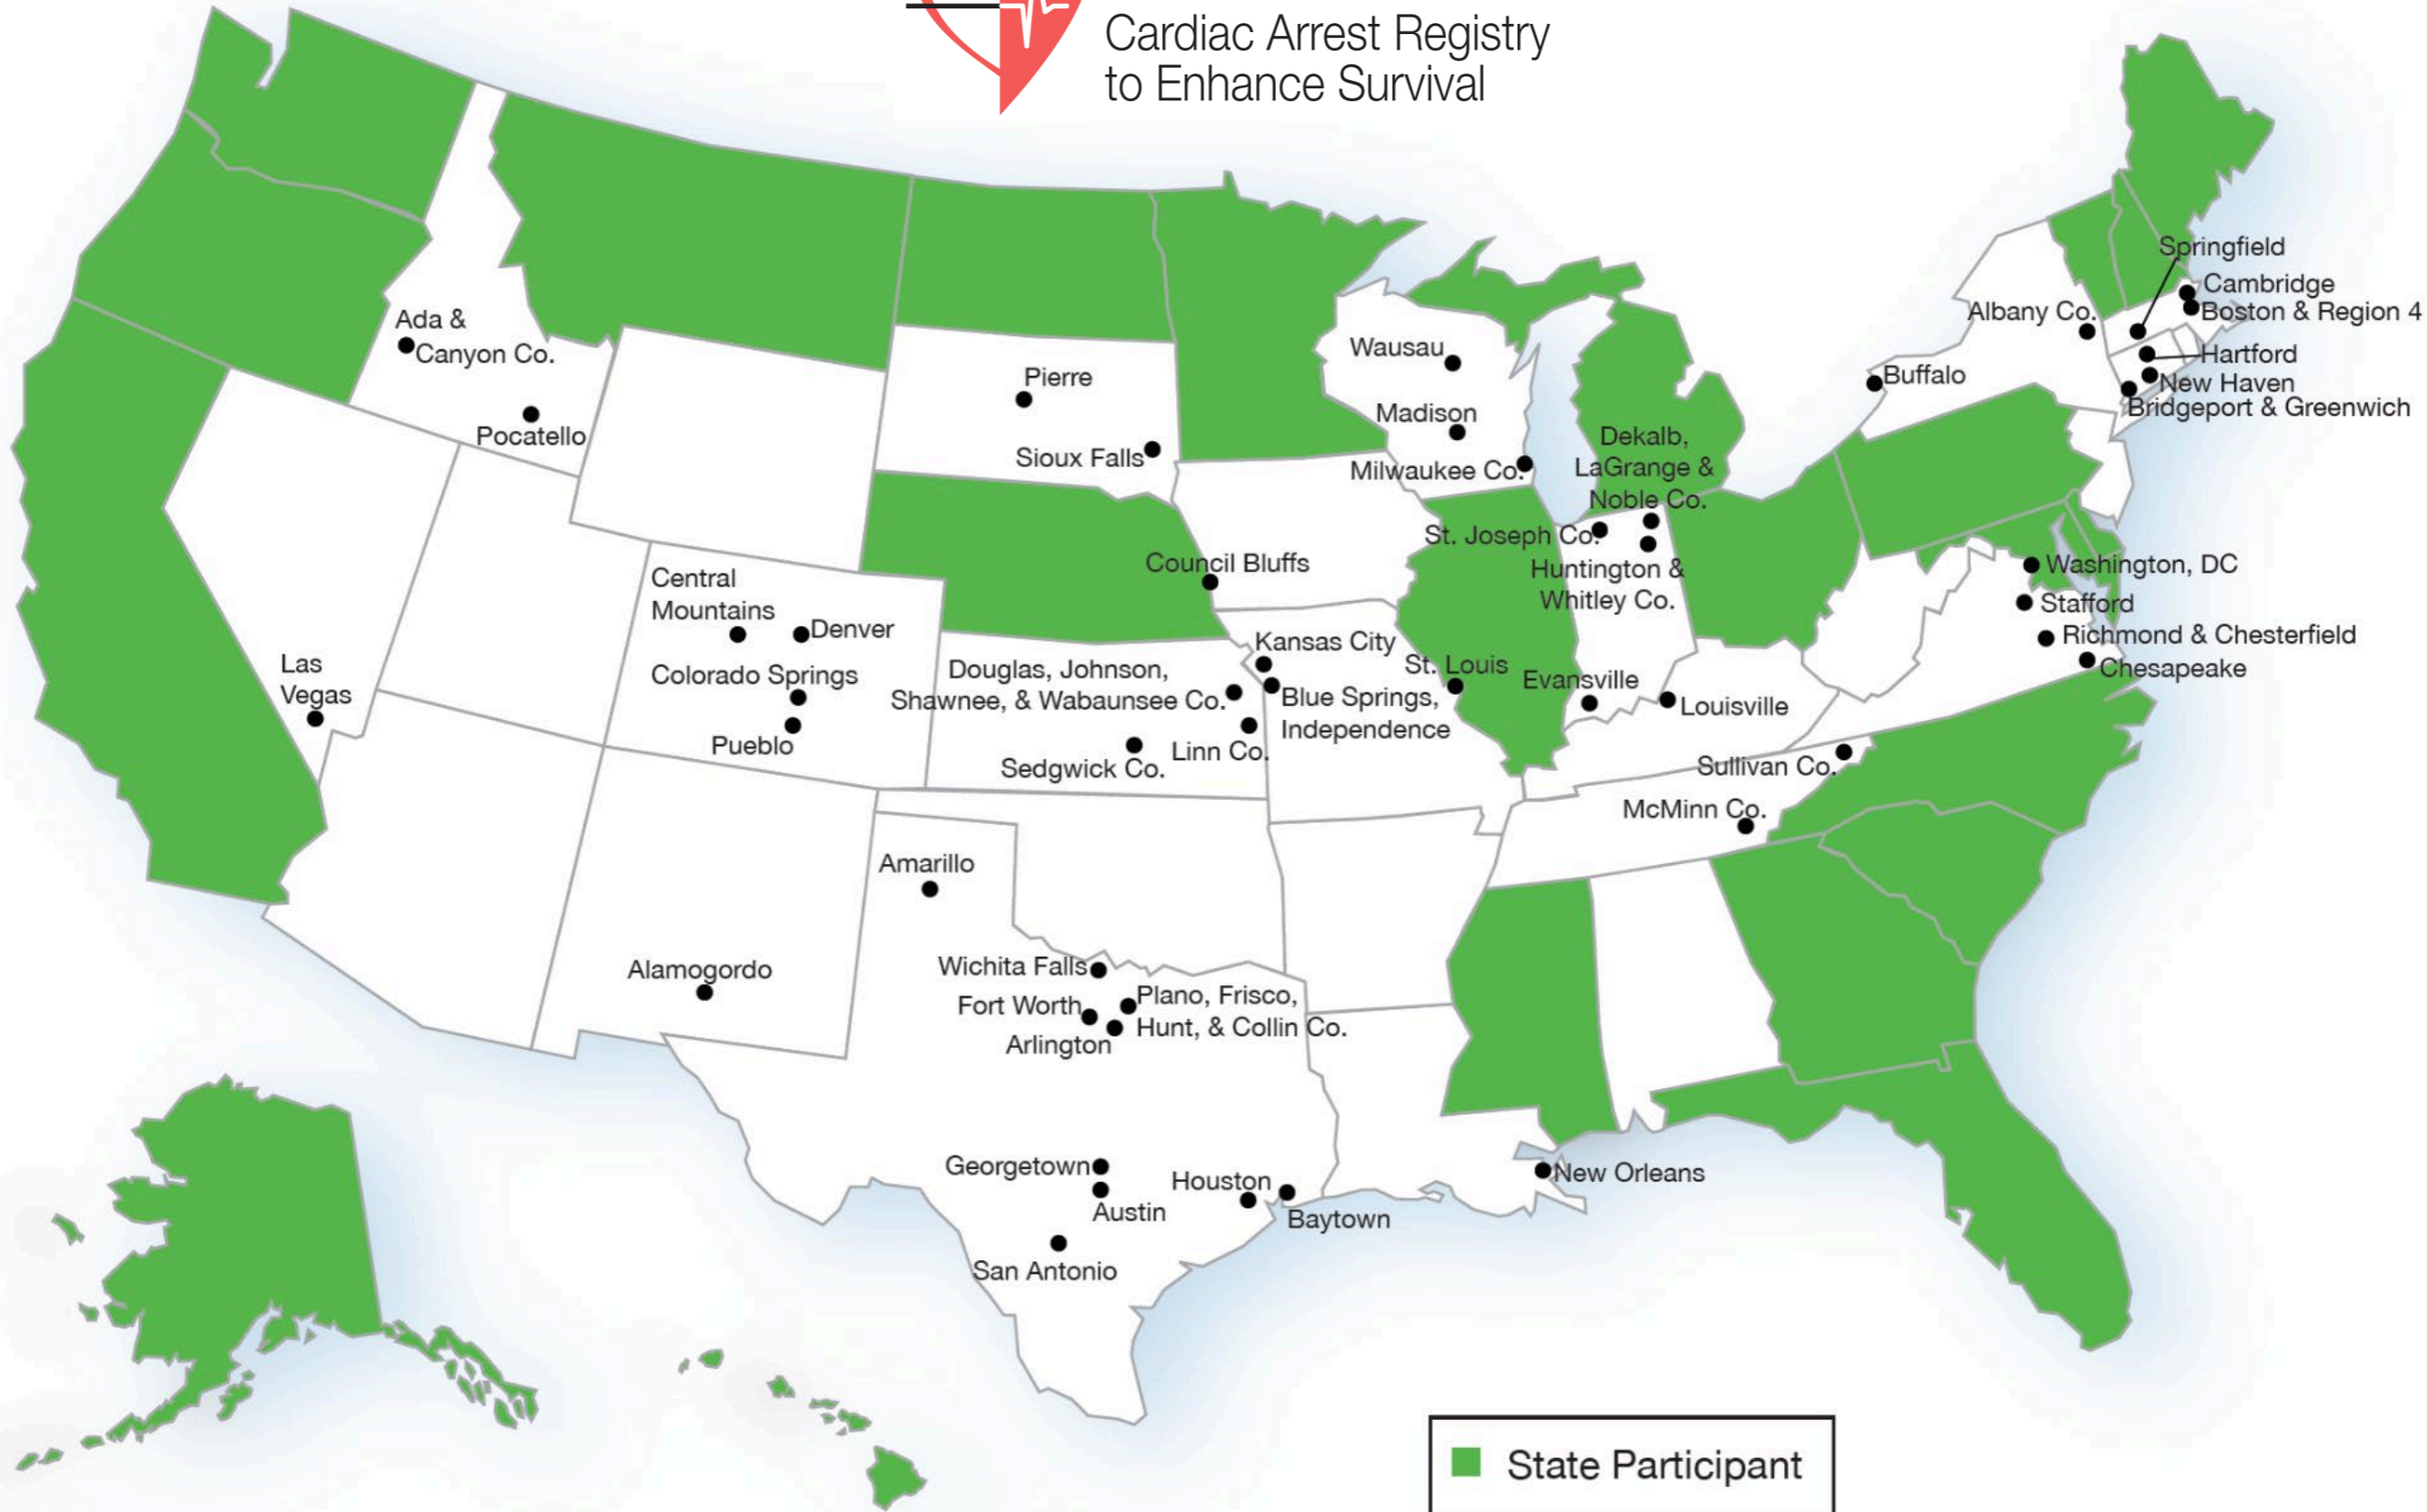 Cardiac Arrest Registry
to Enhance Survival
Springfield
Cambridge
Boston & Region 4
Albany Co.
Hartford
Buffalo
New Haven
Bridgeport & Greenwich
Ada &
Canyon Co.
Pocatello
Pierre
Sioux Falls
Wausau
Madison
Milwaukee Co.
Dekalb,
LaGrange &
Noble Co.
St. Joseph Co.
Huntington &
Whitley Co.
Council Bluffs
Washington, DC
Stafford
Richmond & Chesterfield
Chesapeake
Central
Mountains
Denver
Colorado Springs
Pueblo
Las
Vegas
Douglas, Johnson,
Shawnee, & Wabaunsee Co.
Kansas City
Blue Springs,
Independence
St. Louis
Evansville
Louisville
Linn Co.
Sedgwick Co.
Sullivan Co.
McMinn Co.
Amarillo
Alamogordo
Wichita Falls
Fort Worth
Plano, Frisco,
Hunt, & Collin Co.
Arlington
Georgetown
Austin
Houston
Baytown
San Antonio
New Orleans
State Participant